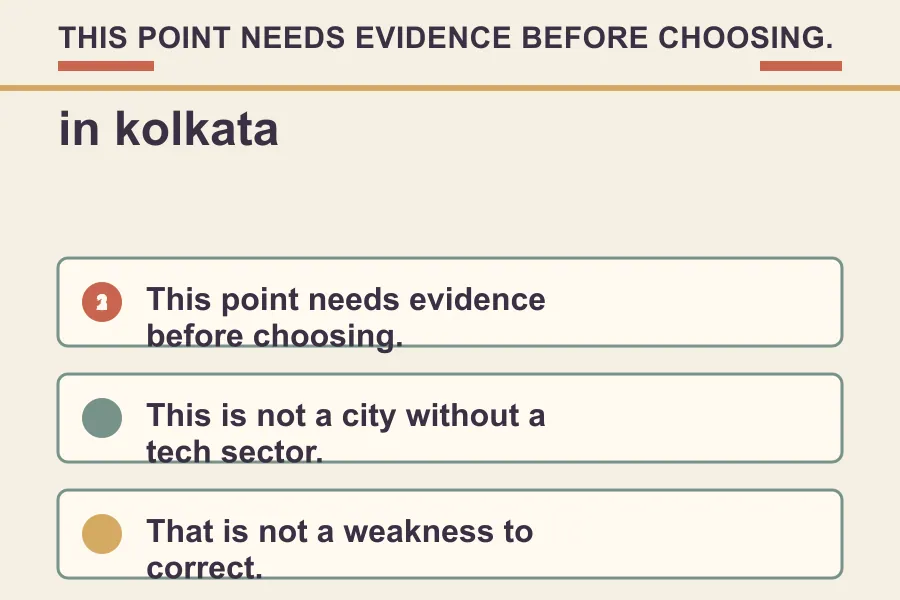 THIS POINT NEEDS EVIDENCE BEFORE CHOOSING.
in kolkata
This point needs evidence
before choosing.
This is not a city without a
tech sector.
That is not a weakness to
correct.